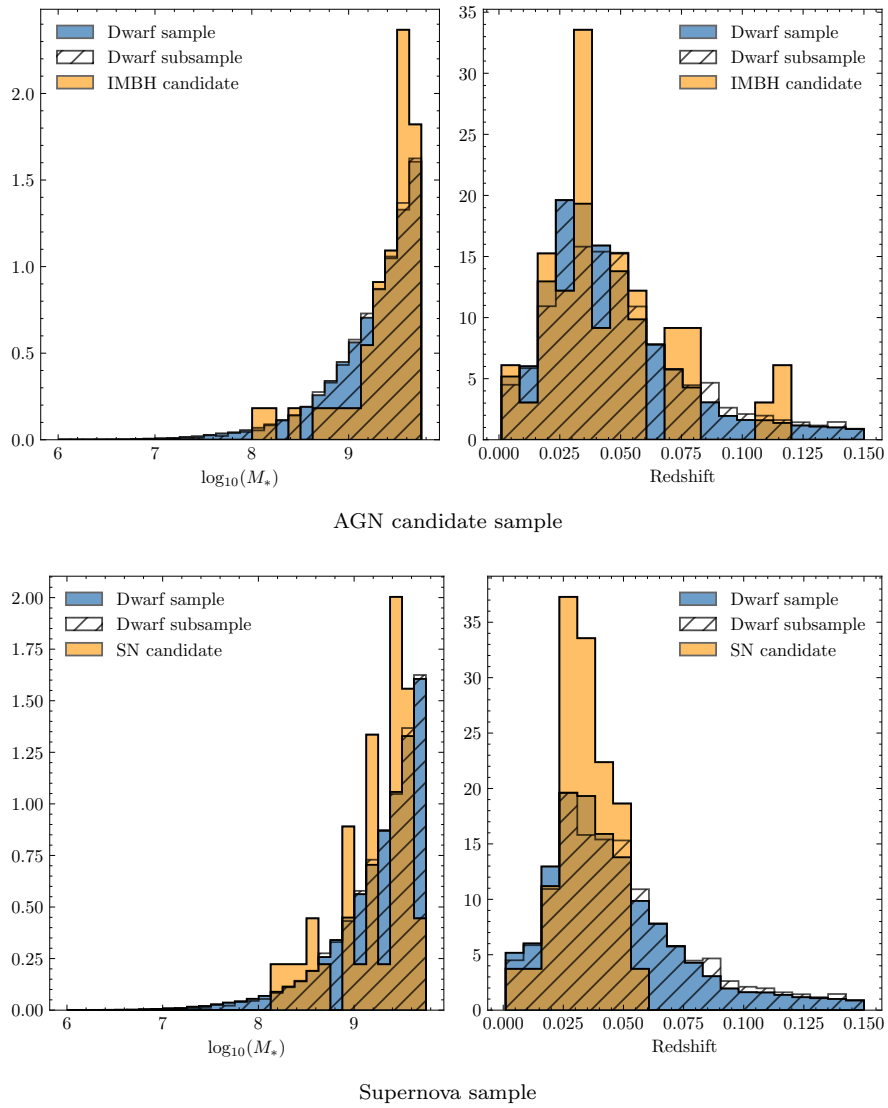 Dwarf sample
Dwarf subsample
IMBH candidate
0.0
0.5
1.0
1.5
2.0
6
7
8
9
log₁₀(M*)
Dwarf sample
Dwarf subsample
IMBH candidate
0
5
10
15
20
25
30
35
0.000
0.025
0.050
0.075
0.100
0.125
0.150
Redshift
AGN candidate sample
Dwarf sample
Dwarf subsample
SN candidate
0.00
0.25
0.50
0.75
1.00
1.25
1.50
1.75
2.00
6
7
8
9
log₁₀(M*)
Dwarf sample
Dwarf subsample
SN candidate
0
5
10
15
20
25
30
35
0.000
0.025
0.050
0.075
0.100
0.125
0.150
Redshift
Supernova sample